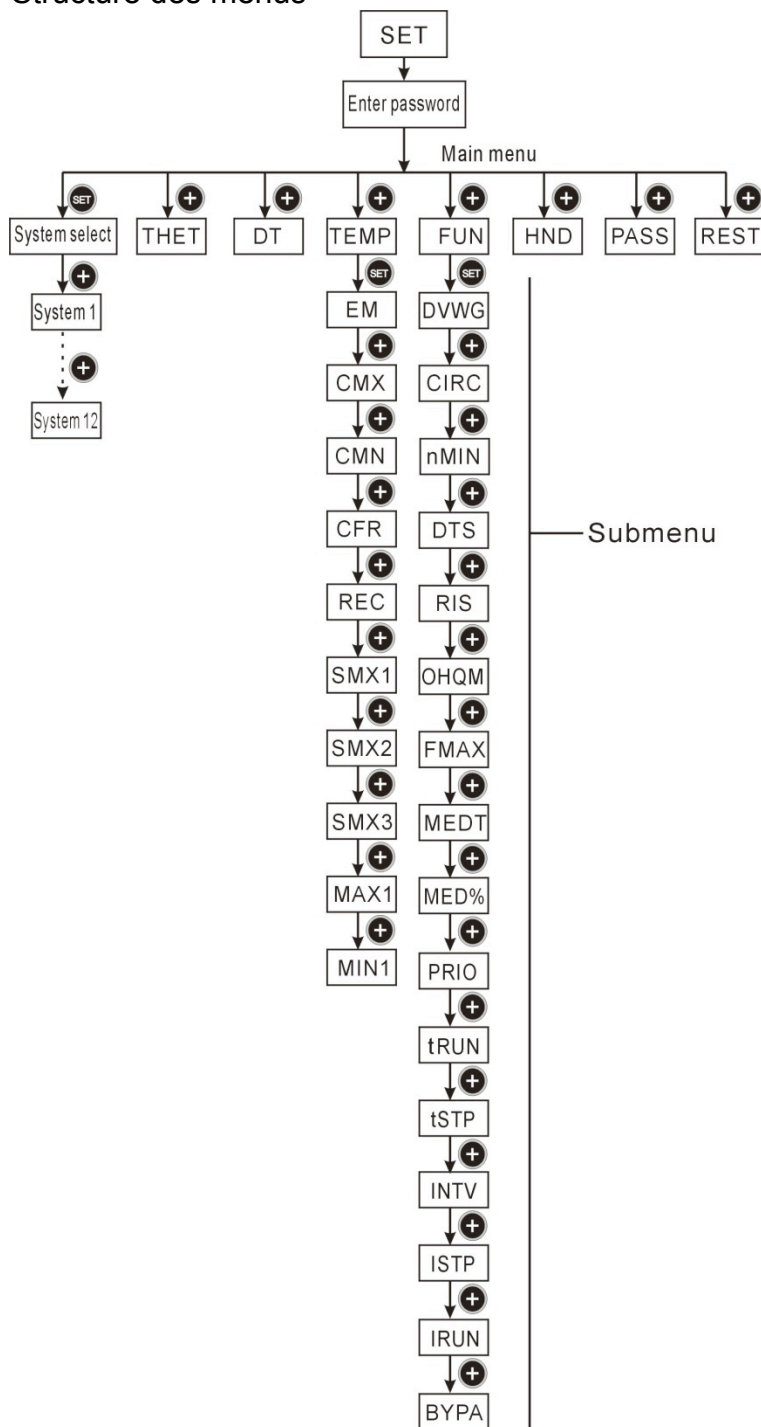 Structure des menus
SET
Enter password
Main menu
SET + + + + + + +
System select THET DT TEMP FUN HND PASS REST
+ SET SET
System 1 EM DVWG
+ + +
System 12 CMX CIRC
+ +
CMN nMIN
+ +
CFR DTS
Submenu
+ +
REC RIS
+ +
SMX1 OHQM
+ +
SMX2 FMAX
+ +
SMX3 MEDT
+ +
MAX1 MED%
+ +
MIN1 PRIO
+
tRUN
+
tSTP
+
INTV
+
ISTP
+
IRUN
+
BYPA